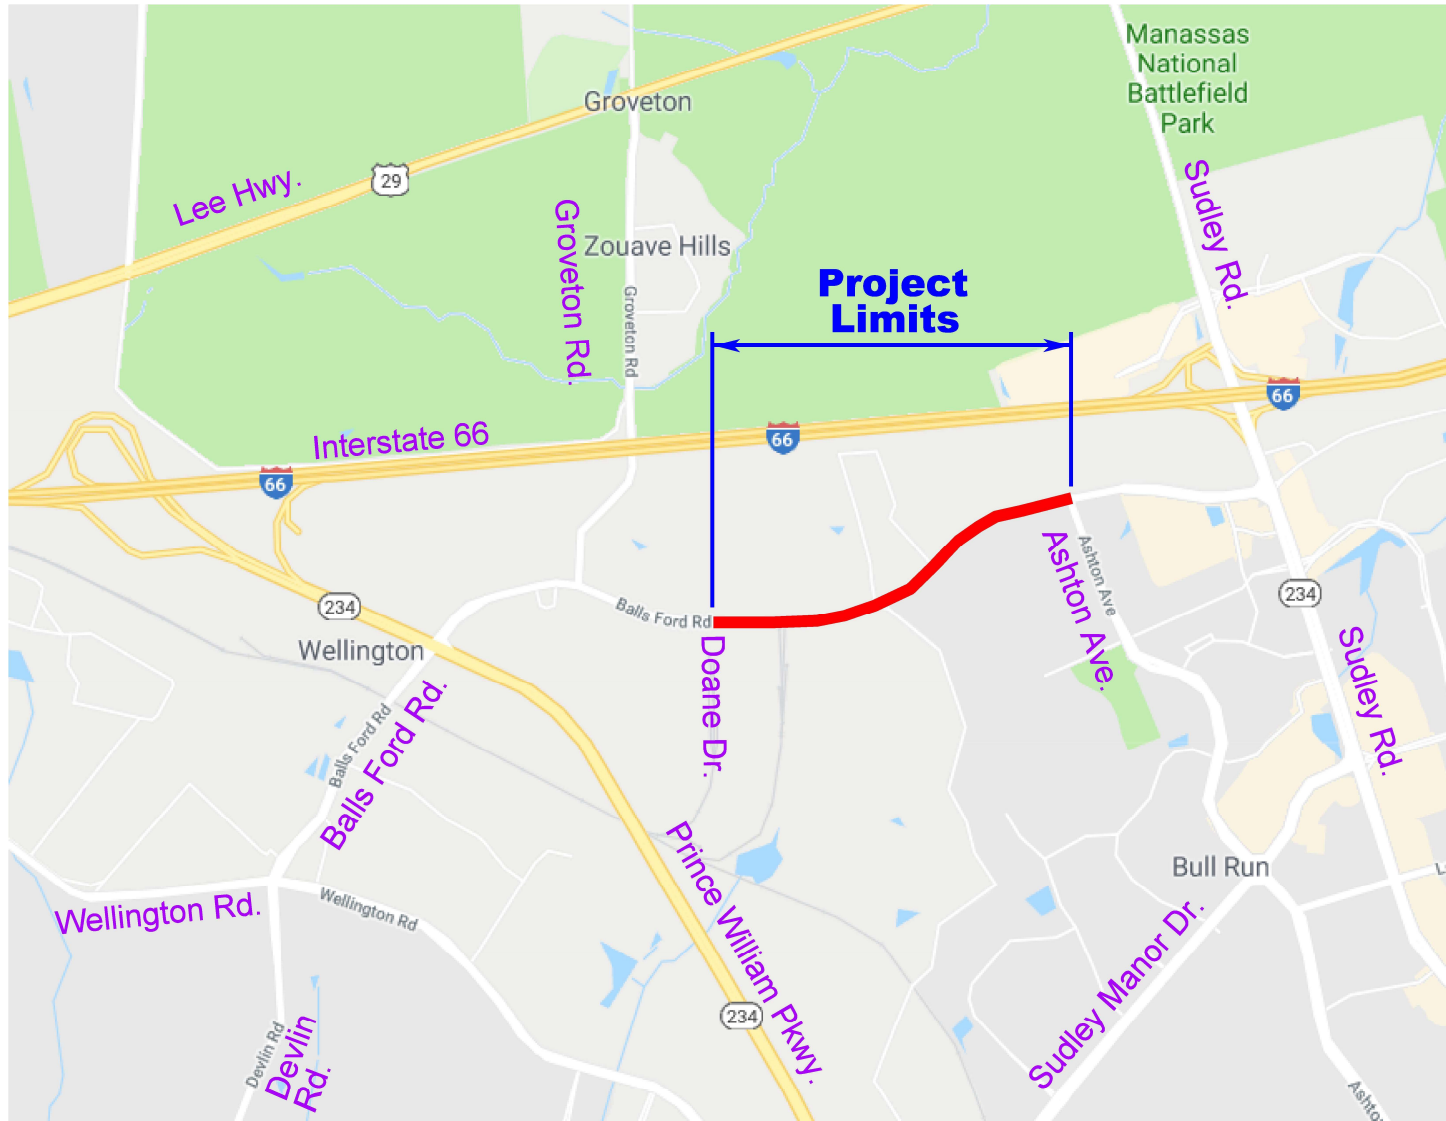 Manassas
National
Battlefield
Park
Groveton
29
Lee Hwy.
Sudley Rd.
Groveton Rd.
Zouave Hills
Groveton Rd
Project
Limits
66
Interstate 66
66
66
Ashton Ave.
Ashton Ave
234
234
Balls Ford Rd
Wellington
Doane Dr.
Sudley Rd.
Balls Ford Rd
Balls Ford Rd.
Prince William Pkwy.
Bull Run
Wellington Rd.
Wellington Rd
Sudley Manor Dr.
234
Devlin Rd
Devlin
Rd.
Ashto